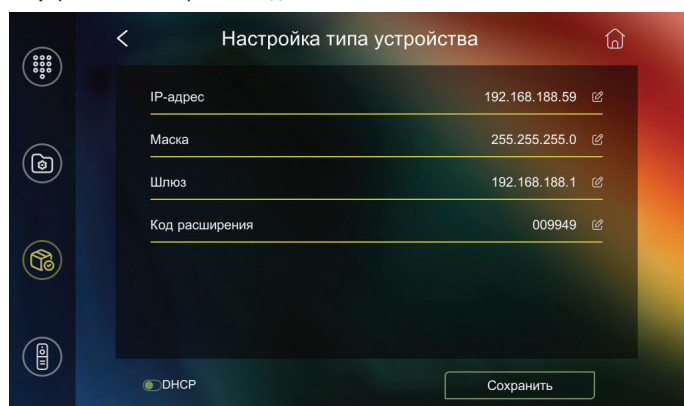 Настройка типа устройства
IP-адрес 192.168.188.59
Маска 255.255.255.0
Шлюз 192.168.188.1
Код расширения 009949
DHCP Сохранить